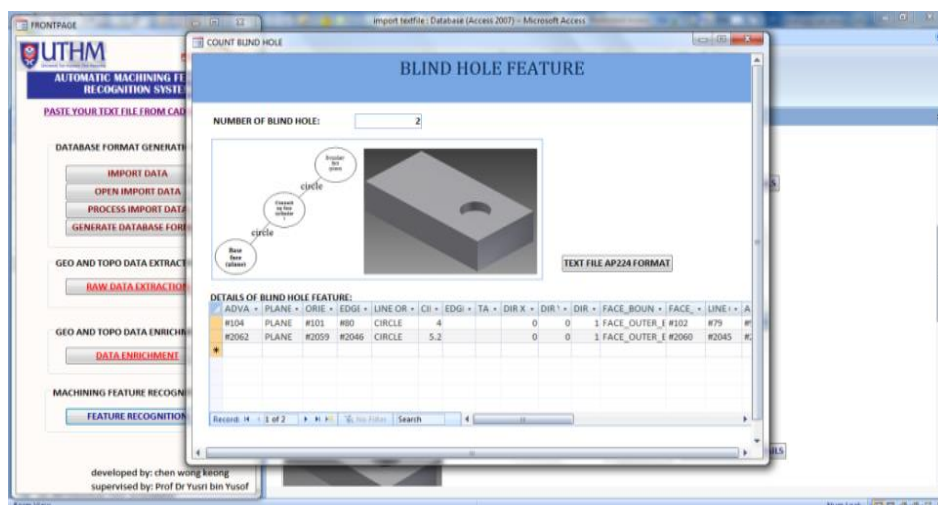 import textfile : Database (Access 2007) - Microsoft Access
FRONTPAGE
UTHM
AUTOMATIC MACHINING FE
RECOGNITION SYSTE
PASTE YOUR TEXT FILE FROM CAD
DATABASE FORMAT GENERATI
IMPORT DATA
OPEN IMPORT DATA
PROCESS IMPORT DATA
GENERATE DATABASE FORM
GEO AND TOPO DATA EXTRACT
RAW DATA EXTRACTION
GEO AND TOPO DATA ENRICHM
DATA ENRICHMENT
MACHINING FEATURE RECOGN
FEATURE RECOGNITION
developed by: chen wong keong
supervised by: Prof Dr Yusri bin Yusof
COUNT BLIND HOLE
BLIND HOLE FEATURE
NUMBER OF BLIND HOLE: 2
circle
circle
Base
face
(plane)
TEXT FILE AP224 FORMAT
DETAILS OF BLIND HOLE FEATURE:
ADVA PLANE ORIE EDGE LINE OR CII EDGI TA DIR X DIR DIR FACE_BOUN FACE_ LINE A
#104 PLANE #101 #80 CIRCLE 4 0 0 1 FACE_OUTER_E #102 #79
#2062 PLANE #2059 #2046 CIRCLE 5.2 0 0 1 FACE_OUTER_E #2060 #2045
Record: 1 of 2 No Filter Search